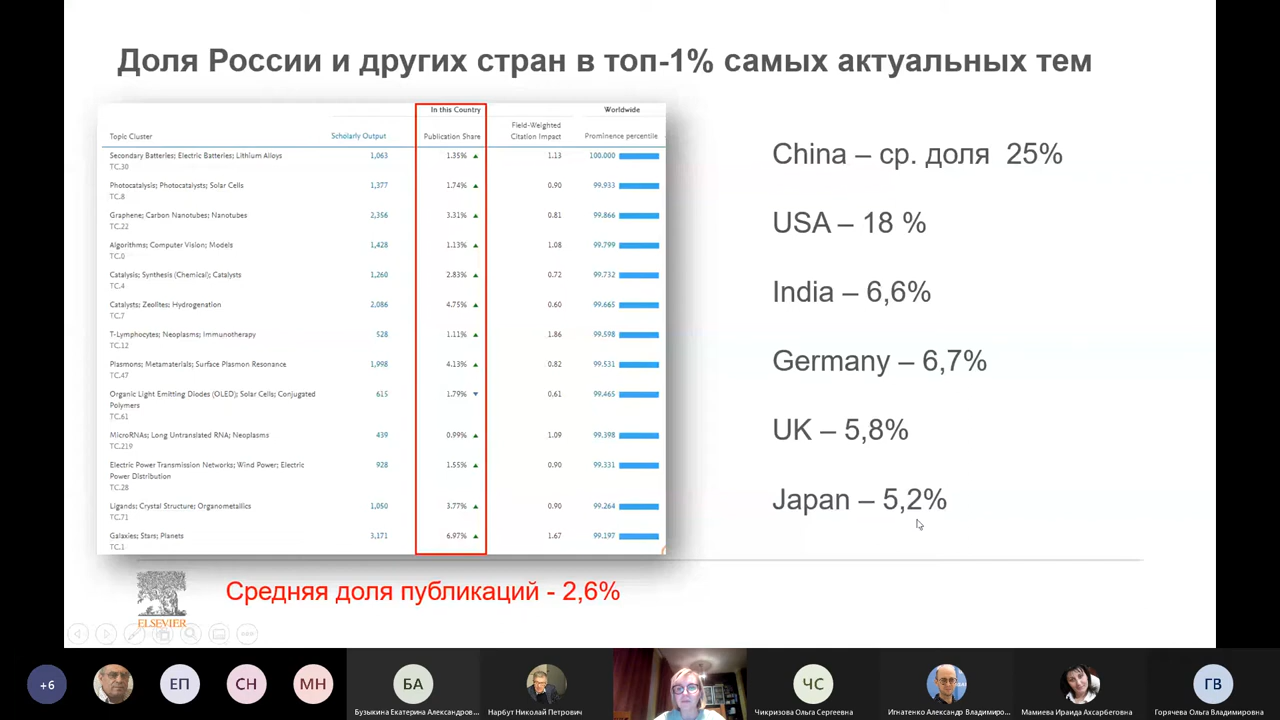 Доля России и других стран в топ-1% самых актуальных тем
In this Country
Worldwide
Topic Cluster
Scholarly Output
Publication Share
Field-Weighted
Citation Impact
Prominence percentile
Secondary Batteries; Electric Batteries; Lithium Alloys
TC.30
1,063
1.35% ▲
1.13
100.000
Photocatalysis; Photocatalysts; Solar Cells
TC.8
1,377
1.74% ▲
0.90
99.933
Graphene; Carbon Nanotubes; Nanotubes
TC.22
2,356
3.31% ▲
0.81
99.866
Algorithms; Computer Vision; Models
TC.0
1,428
1.13% ▲
1.08
99.799
Catalysis; Synthesis (Chemical); Catalysts
TC.4
1,260
2.83% ▲
0.72
99.732
Catalysts; Zeolites; Hydrogenation
TC.7
2,086
4.75% ▲
0.60
99.665
T-Lymphocytes; Neoplasms; Immunotherapy
TC.12
528
1.11% ▲
1.86
99.598
Plasmons; Metamaterials; Surface Plasmon Resonance
TC.47
1,998
4.13% ▲
0.82
99.531
Organic Light Emitting Diodes (OLED); Solar Cells; Conjugated
Polymers
TC.61
615
1.79% ▼
0.61
99.465
MicroRNAs; Long Untranslated RNA; Neoplasms
TC.219
439
0.99% ▲
1.09
99.398
Electric Power Transmission Networks; Wind Power; Electric
Power Distribution
TC.28
928
1.55% ▲
0.90
99.331
Ligands; Crystal Structure; Organometallics
TC.71
1,050
3.77% ▲
0.90
99.264
Galaxies; Stars; Planets
TC.1
3,171
6.97% ▲
1.67
99.197
China – ср. доля 25%
USA – 18 %
India – 6,6%
Germany – 6,7%
UK – 5,8%
Japan – 5,2%
Средняя доля публикаций - 2,6%
ELSEVIER
+6
ЕП
СН
МН
БА
Бузыкина Екатерина Александров...
Нарбут Николай Петрович
ЧС
Чикризова Ольга Сергеевна
Игнатенко Александр Владимиро...
Мамиева Ираида Ахсарбеговна
ГВ
Горячева Ольга Владимировна